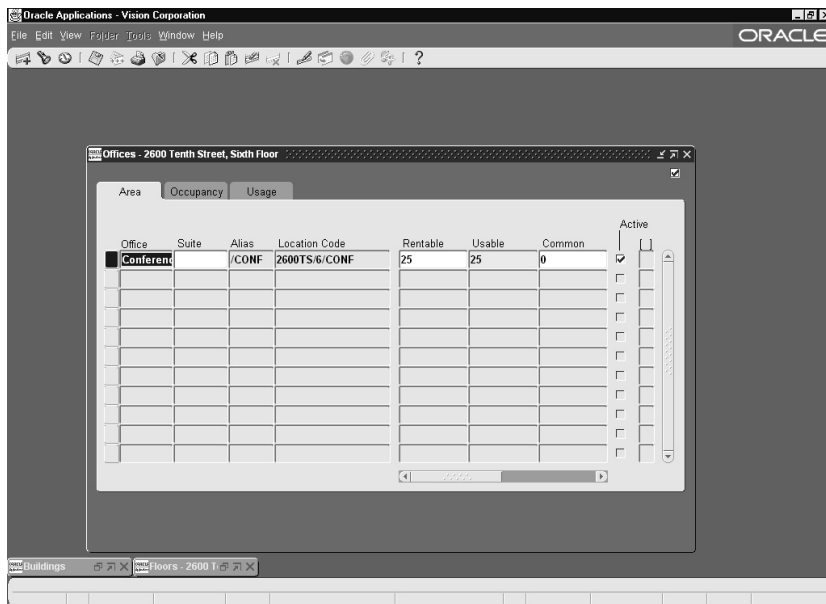 Oracle Applications - Vision Corporation
File Edit View Folder Tools Window Help
ORACLE
Offices - 2600 Tenth Street, Sixth Floor
Area Occupancy Usage
Active
Office Suite Alias Location Code Rentable Usable Common [ ]
Conferenc /CONF 2600TS/6/CONF 25 25 0
Buildings Floors - 2600 T